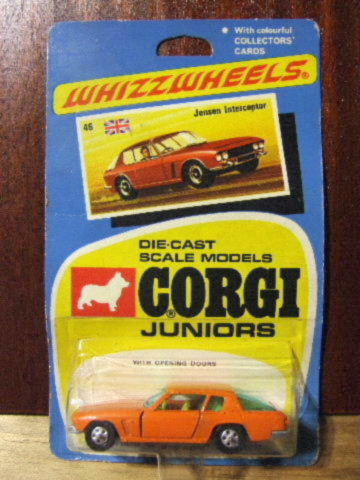 With colourful
COLLECTORS'
CARDS
WHIZZWHEELS®
46
Jensen Interceptor
DIE-CAST
SCALE MODELS
CORGI®
JUNIORS
WITH OPENING DOORS